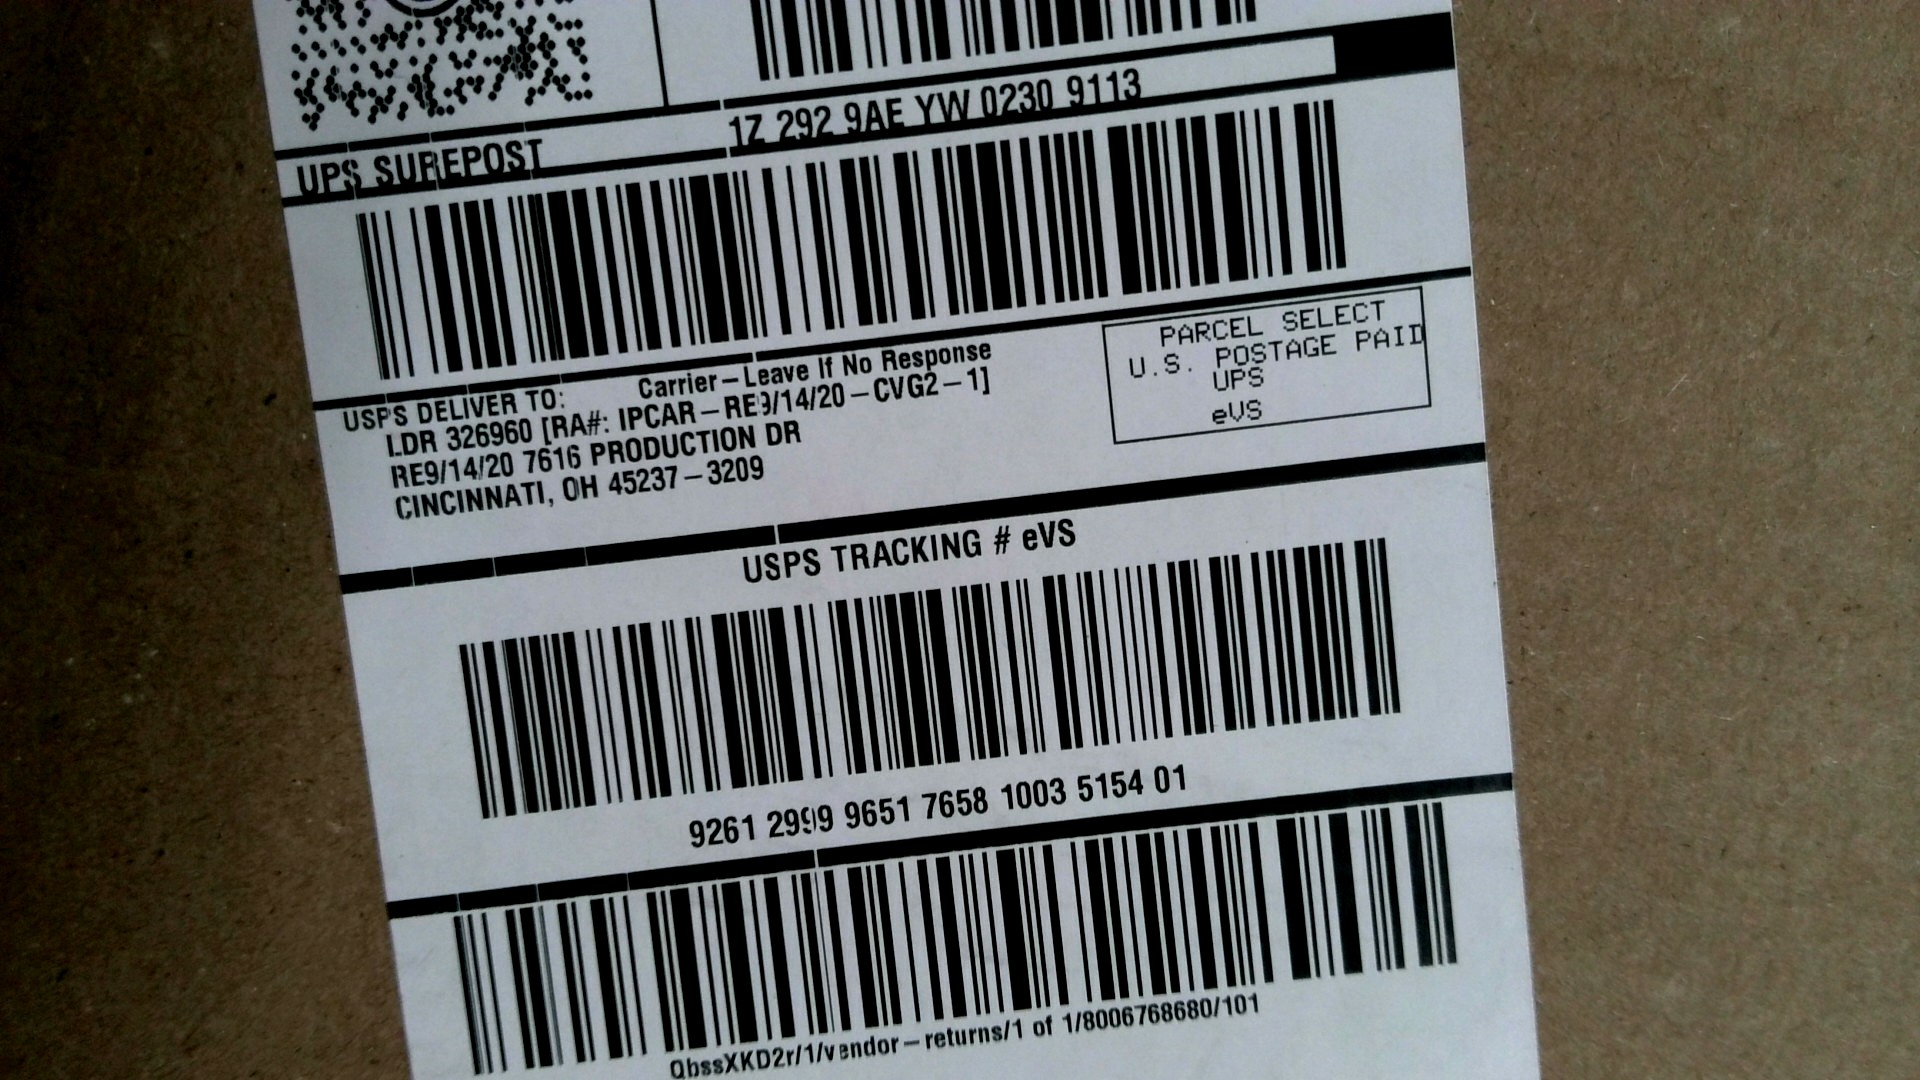 UPS SUREPOST
1Z 292 9AE YW 0230 9113
USPS DELIVER TO:
Carrier–Leave If No Response
LDR 326960 [RA#: IPCAR–RE9/14/20–CVG2–1]
RE9/14/20 7616 PRODUCTION DR
CINCINNATI, OH 45237–3209
PARCEL SELECT
U.S. POSTAGE PAID
UPS
eVS
USPS TRACKING # eVS
9261 2999 9651 7658 1003 5154 01
QbssXKD2r/1/vendor–returns/1 of 1/8006768680/101